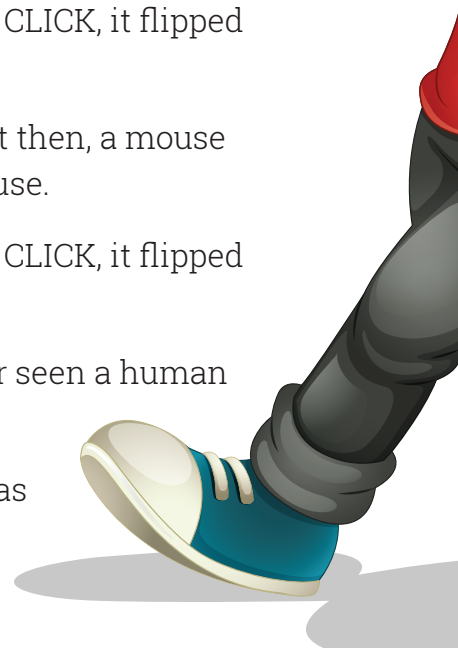 CLICK, it flipped
t then, a mouse
use.
CLICK, it flipped
r seen a human
as